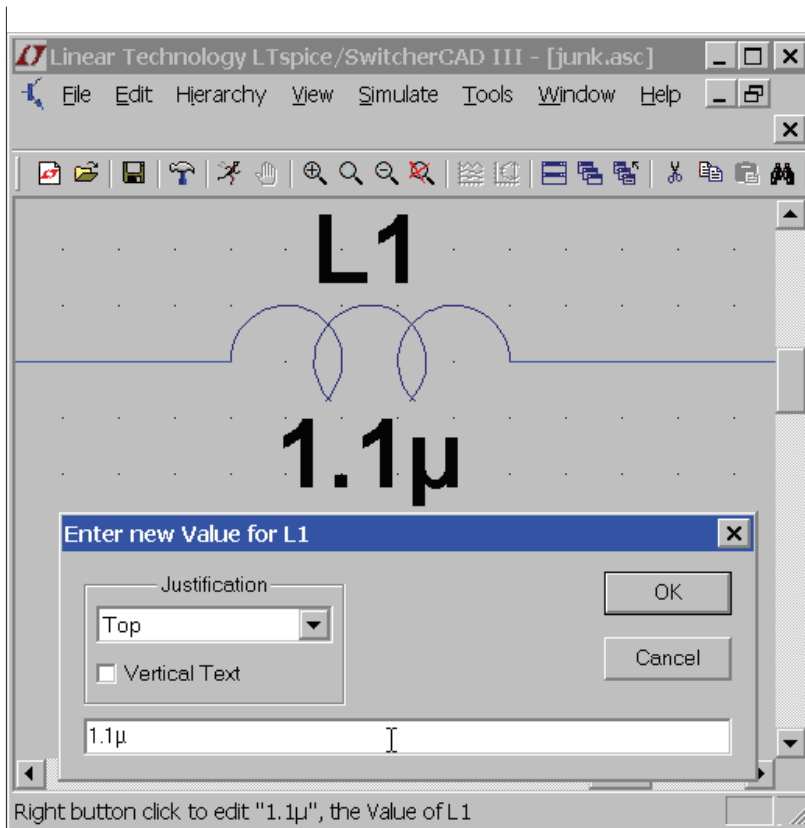 Linear Technology LTspice/SwitcherCAD III - [junk.asc]
File Edit Hierarchy View Simulate Tools Window Help
L1
1.1µ
Enter new Value for L1
Justification
Top
Vertical Text
OK
Cancel
1.1µ
Right button click to edit "1.1µ", the Value of L1